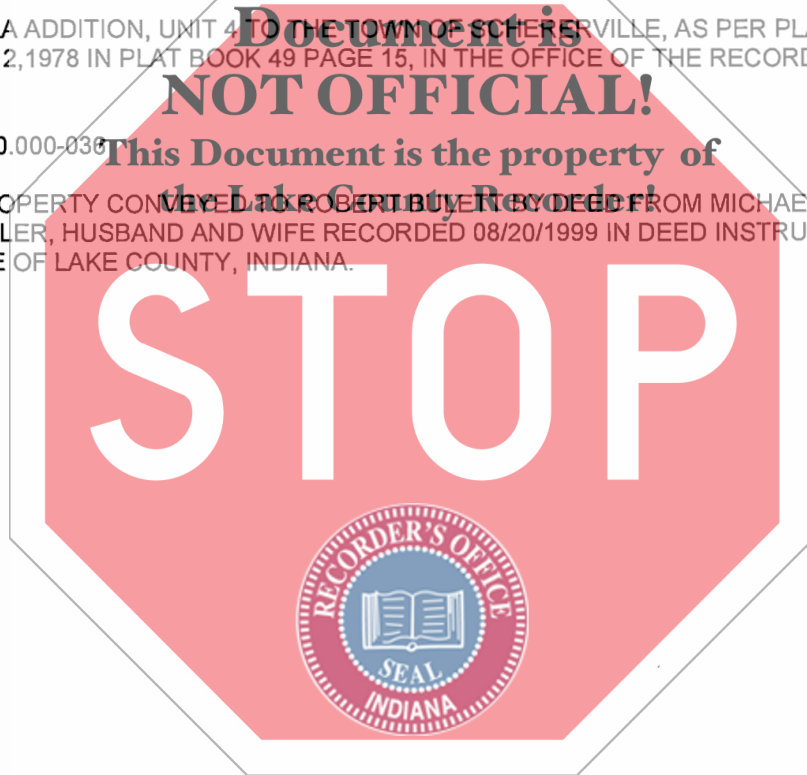 A ADDITION, UNIT 4 TO THE TOWN OF SCHERERVILLE, AS PER PLA
Document is
2,1978 IN PLAT BOOK 49 PAGE 15, IN THE OFFICE OF THE RECORD
NOT OFFICIAL!
0.000-036
This Document is the property of
OPERTY CONVEYED TO ROBERT BUYER BY DEED FROM MICHAE
the Lake County Recorder!
LER, HUSBAND AND WIFE RECORDED 08/20/1999 IN DEED INSTRU
E OF LAKE COUNTY, INDIANA.
STOP
RECORDER'S OFFICE
SEAL
INDIANA